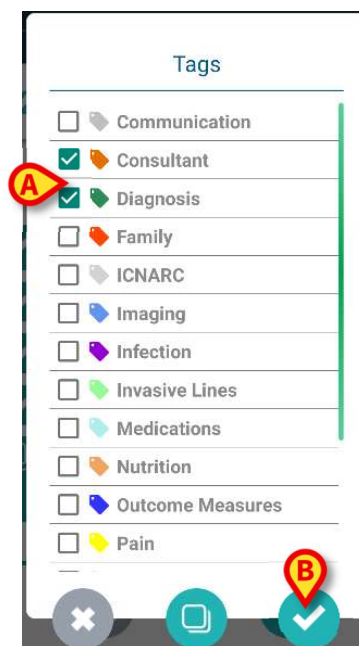 Tags
Communication
Consultant
A
Diagnosis
Family
ICNARC
Imaging
Infection
Invasive Lines
Medications
Nutrition
Outcome Measures
Pain
B